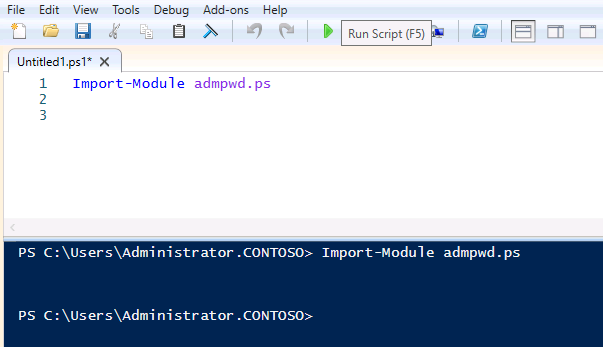 File Edit View Tools Debug Add-ons Help
Run Script (F5)
Untitled1.ps1*
1 Import-Module admpwd.ps
2
3
PS C:\Users\Administrator.CONTOSO> Import-Module admpwd.ps
PS C:\Users\Administrator.CONTOSO>